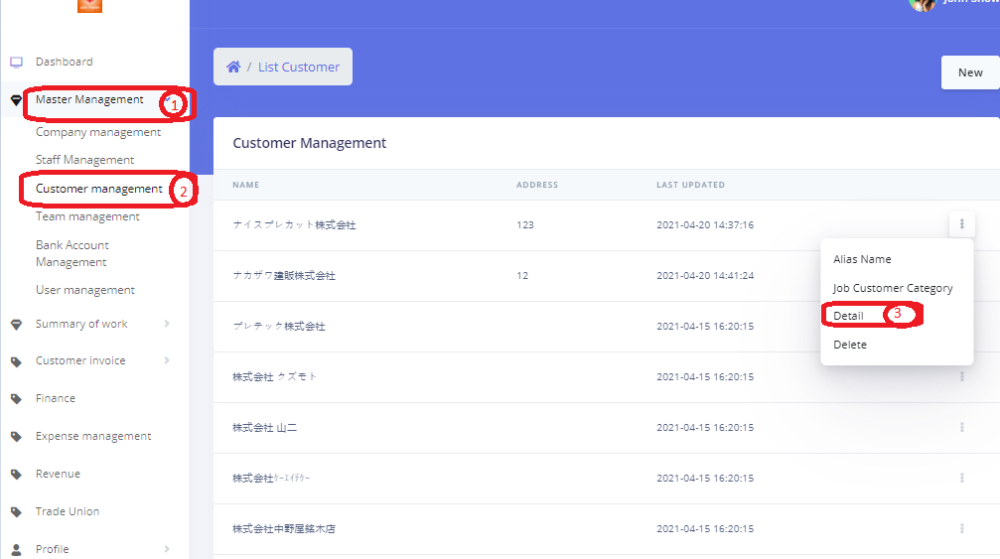 John Snow
Dashboard
/ List Customer
New
Master Management
1
Company management
Staff Management
Customer management
2
Team management
Bank Account
Management
User management
Summary of work
Customer invoice
Finance
Expense management
Revenue
Trade Union
Profile
Customer Management
NAME ADDRESS LAST UPDATED
ナイスプレカット株式会社 123 2021-04-20 14:37:16
ナカザワ建販株式会社 12 2021-04-20 14:41:24
プレテック株式会社 2021-04-15 16:20:15
株式会社 クズモト 2021-04-15 16:20:15
株式会社 山二 2021-04-15 16:20:15
株式会社ｹｰｴｲﾁｹｰ 2021-04-15 16:20:15
株式会社中野屋銘木店 2021-04-15 16:20:15
Alias Name
Job Customer Category
Detail
3
Delete